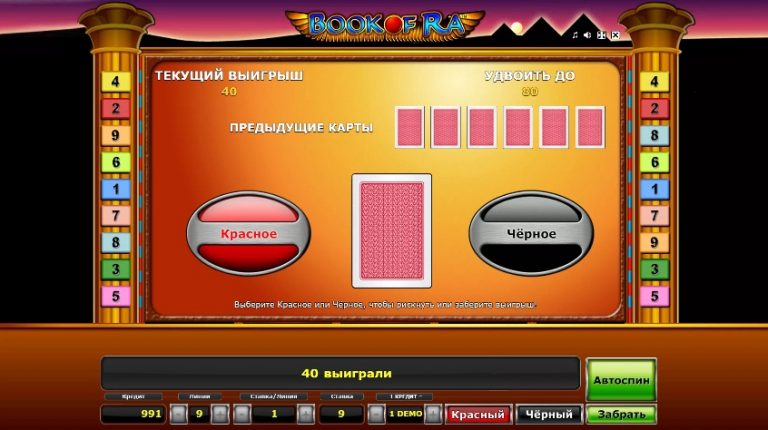 BOOK OF RA™
ТЕКУЩИЙ ВЫИГРЫШ
40
УДВОИТЬ ДО
80
ПРЕДЫДУЩИЕ КАРТЫ
4
2
9
6
1
7
8
3
5
4
2
8
6
1
7
9
3
5
Красное
Чёрное
Выберите Красное или Чёрное, чтобы рискнуть или заберите выигрыш.
40 выиграли
Автоспин
Кредит Линии Ставка/Линия Ставка 1 КРЕДИТ =
991 - 9 + - 1 + 9 - 1 DEMO + Красный Чёрный Забрать